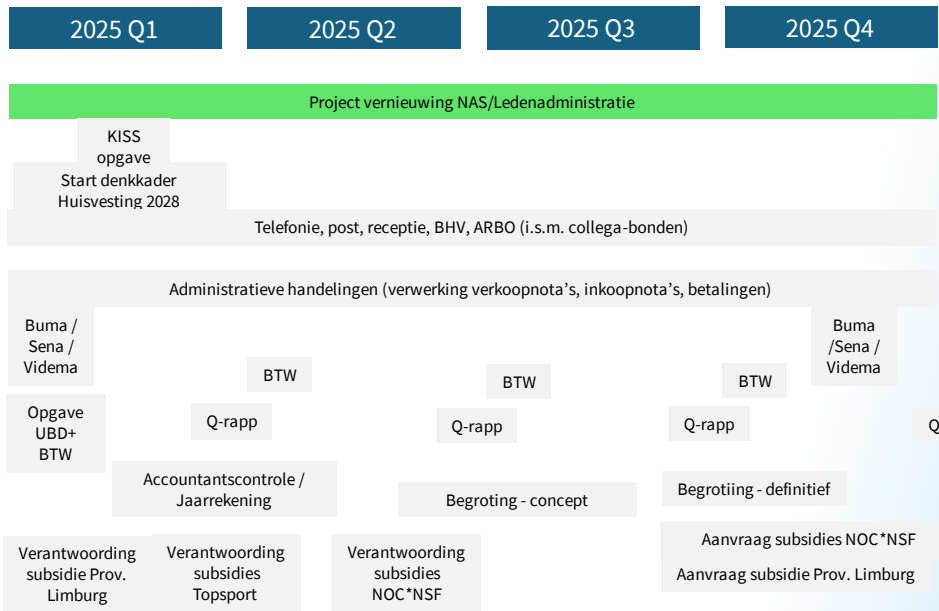 2025 Q1
2025 Q2
2025 Q3
2025 Q4
Project vernieuwing NAS/Ledenadministratie
KISS
opgave
Start denkkader
Huisvesting 2028
Telefonie, post, receptie, BHV, ARBO (i.s.m. collega-bonden)
Administratieve handelingen (verwerking verkoopnota’s, inkoopnota’s, betalingen)
Buma /
Sena /
Videma
Buma
/Sena /
Videma
BTW
BTW
BTW
Opgave
UBD+
BTW
Q-rapp
Q-rapp
Q-rapp
Q
Accountantscontrole /
Jaarrekening
Begroting - concept
Begrotiing - definitief
Verantwoording
subsidie Prov.
Limburg
Verantwoording
subsidies
Topsport
Verantwoording
subsidies
NOC*NSF
Aanvraag subsidies NOC*NSF
Aanvraag subsidie Prov. Limburg